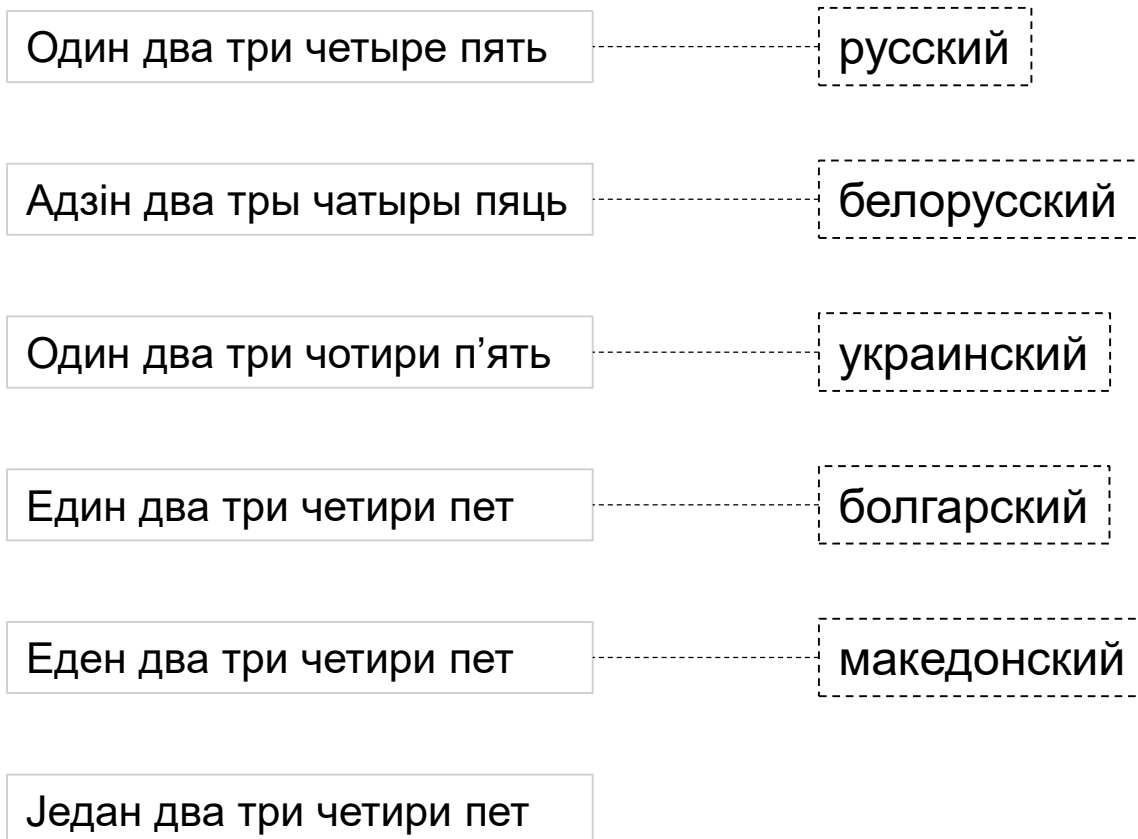 Один два три четыре пять
русский
Адзін два тры чатыры пяць
белорусский
Один два три чотири п’ять
украинский
Един два три четири пет
болгарский
Еден два три четири пет
македонский
Један два три четири пет